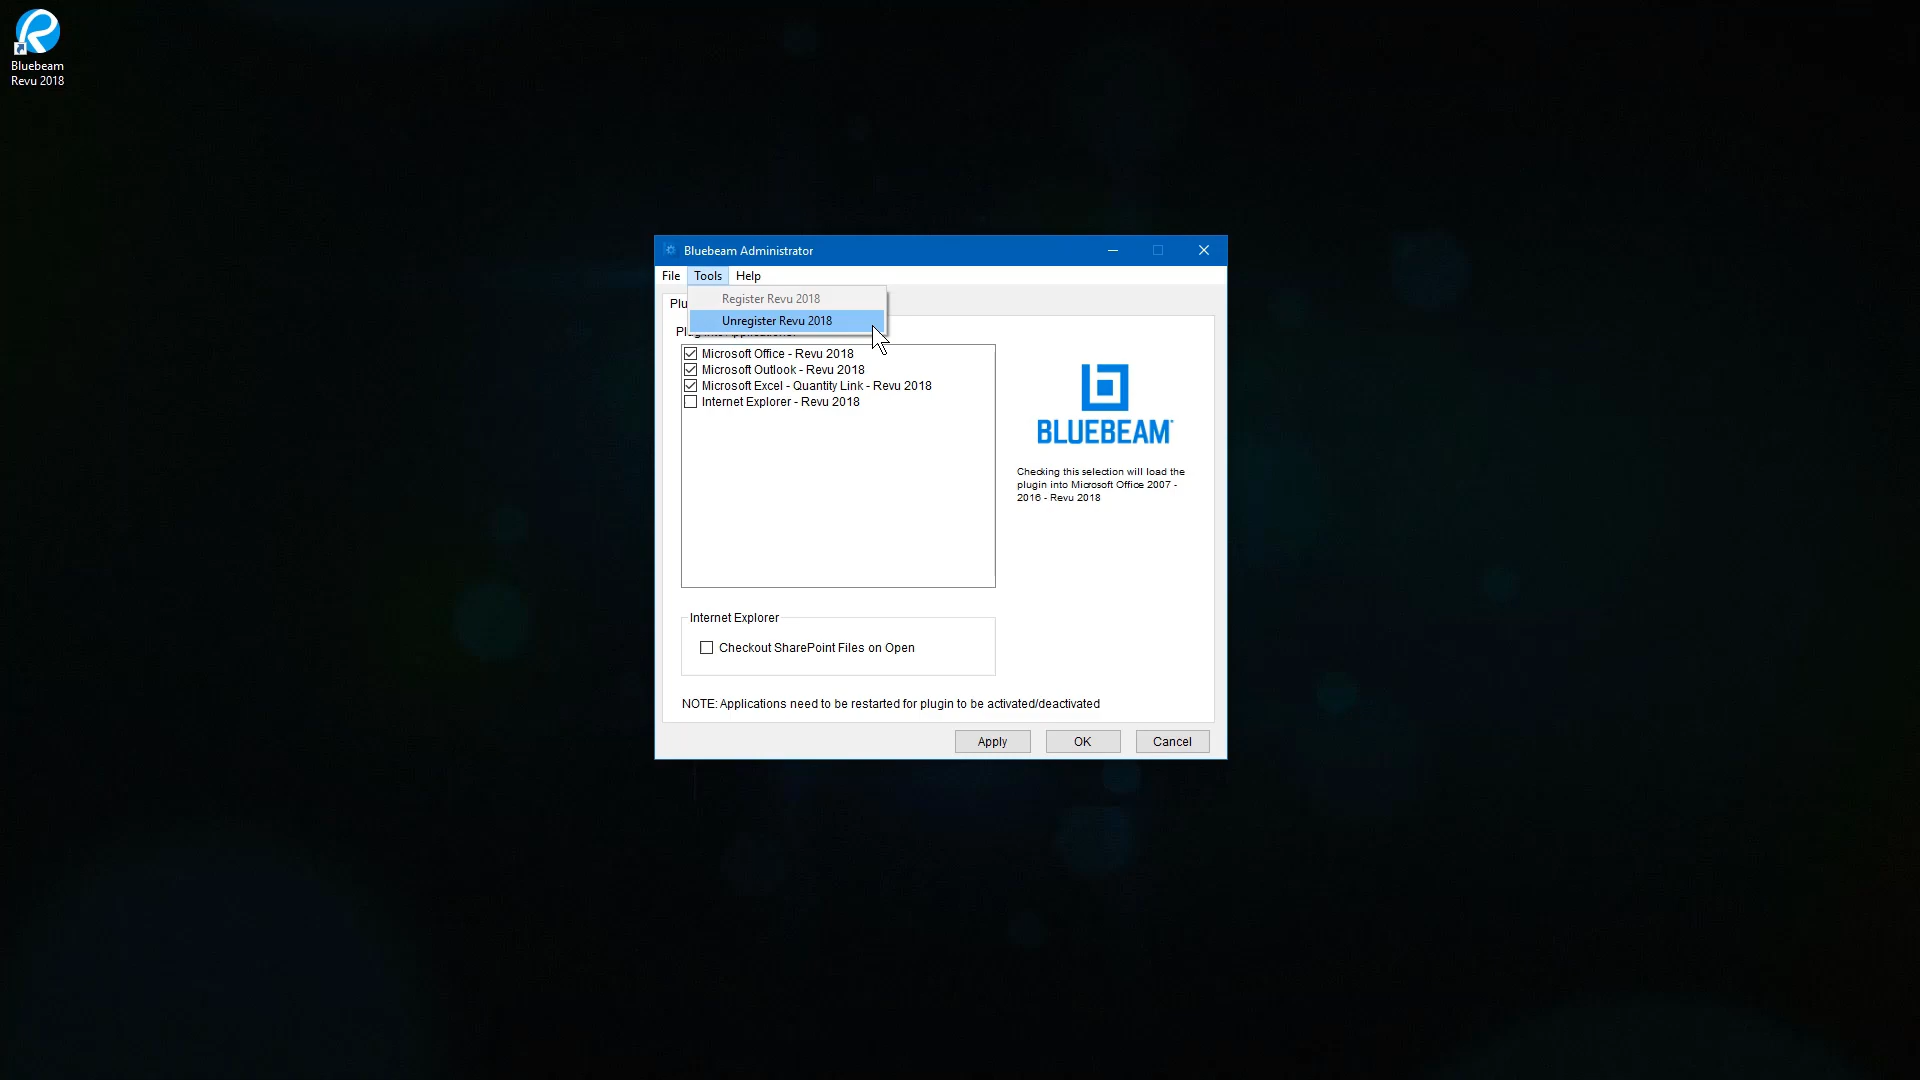 Bluebeam
Revu 2018
Bluebeam Administrator
File Tools Help
Register Revu 2018
Unregister Revu 2018
Microsoft Office - Revu 2018
Microsoft Outlook - Revu 2018
Microsoft Excel - Quantity Link - Revu 2018
Internet Explorer - Revu 2018
BLUEBEAM
Checking this selection will load the
plugin into Microsoft Office 2007 -
2016 - Revu 2018
Internet Explorer
Checkout SharePoint Files on Open
NOTE: Applications need to be restarted for plugin to be activated/deactivated
Apply OK Cancel